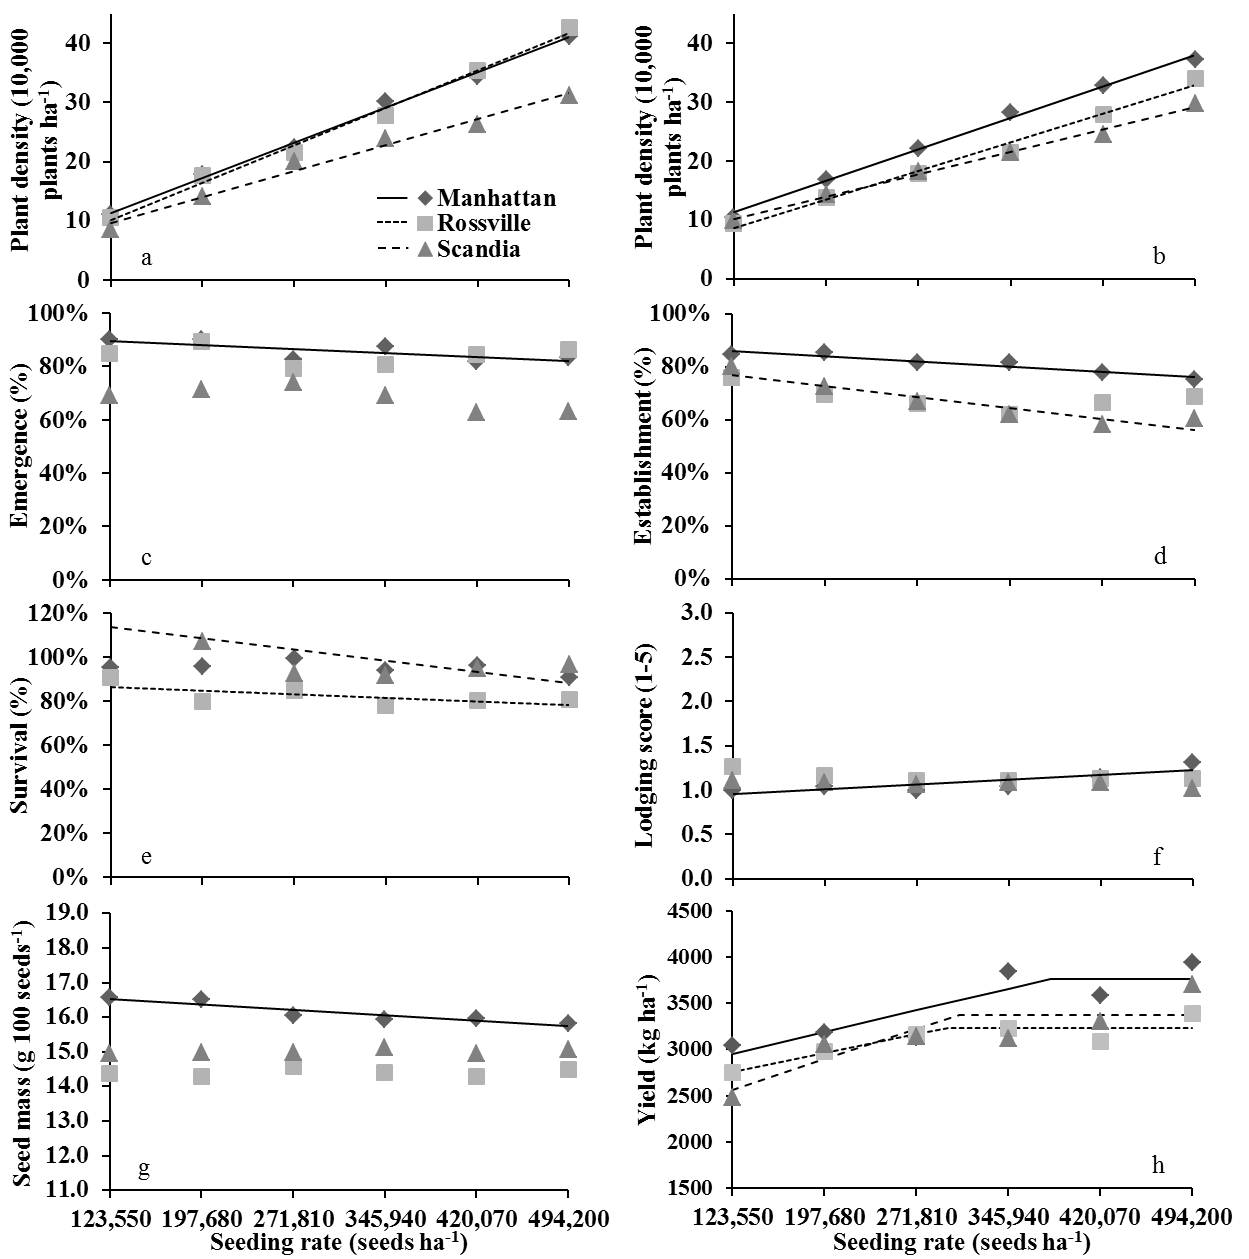 Plant density (10,000
plants ha-1)
40
30
20
10
0
Manhattan
Rossville
Scandia
a
Plant density (10,000
plants ha-1)
40
30
20
10
0
b
Emergence (%)
100%
80%
60%
40%
20%
0%
c
Establishment (%)
100%
80%
60%
40%
20%
0%
d
Survival (%)
120%
100%
80%
60%
40%
20%
0%
e
Lodging score (1-5)
3.0
2.5
2.0
1.5
1.0
0.5
0.0
f
Seed mass (g 100 seeds-1)
19.0
18.0
17.0
16.0
15.0
14.0
13.0
12.0
11.0
g
123,550 197,680 271,810 345,940 420,070 494,200
Seeding rate (seeds ha-1)
Yield (kg ha-1)
4500
4000
3500
3000
2500
2000
1500
h
123,550 197,680 271,810 345,940 420,070 494,200
Seeding rate (seeds ha-1)